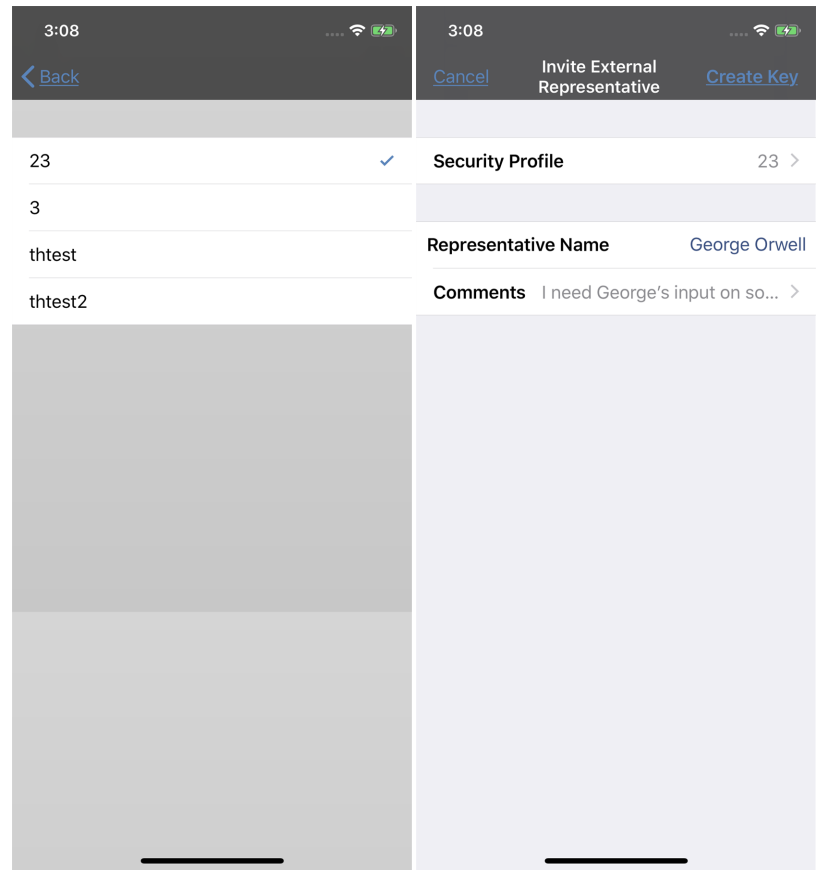 3:08
Back
23
3
thtest
thtest2
3:08
Cancel
Invite External
Representative
Create Key
Security Profile 23
Representative Name George Orwell
Comments I need George's input on so...